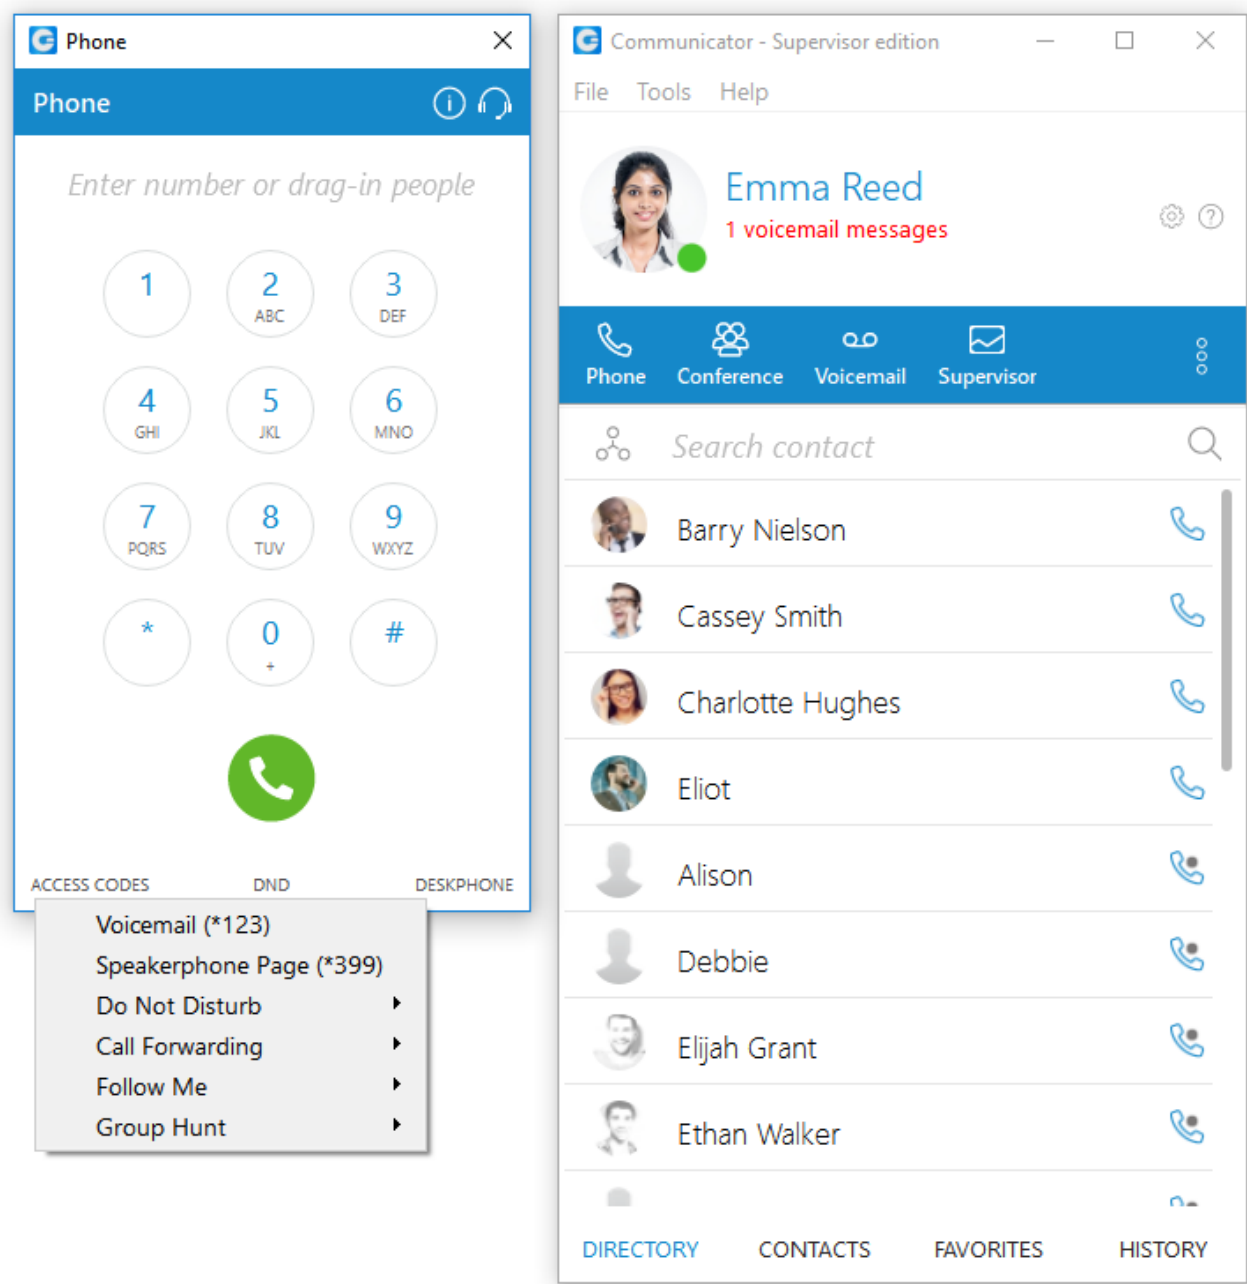 Phone
Phone
Enter number or drag-in people
1
2
ABC
3
DEF
4
GHI
5
JKL
6
MNO
7
PQRS
8
TUV
9
WXYZ
*
0
+
#
ACCESS CODES DND DESKPHONE
Voicemail (*123)
Speakerphone Page (*399)
Do Not Disturb
Call Forwarding
Follow Me
Group Hunt
Communicator - Supervisor edition
File Tools Help
Emma Reed
1 voicemail messages
Phone Conference Voicemail Supervisor
Search contact
Barry Nielson
Cassey Smith
Charlotte Hughes
Eliot
Alison
Debbie
Elijah Grant
Ethan Walker
DIRECTORY CONTACTS FAVORITES HISTORY